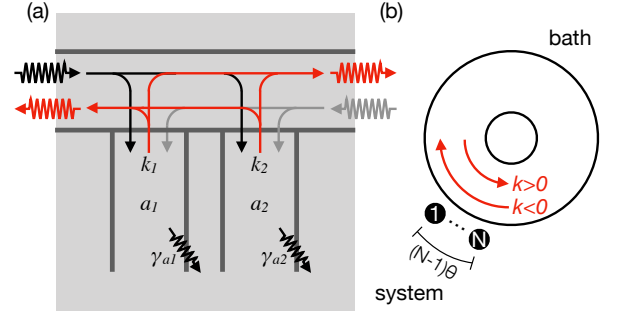 (a)
(b)
bath
k₁
k₂
k>0
k<0
a₁
a₂
1
N
(N-1)θ
γₐ₁
γₐ₂
system